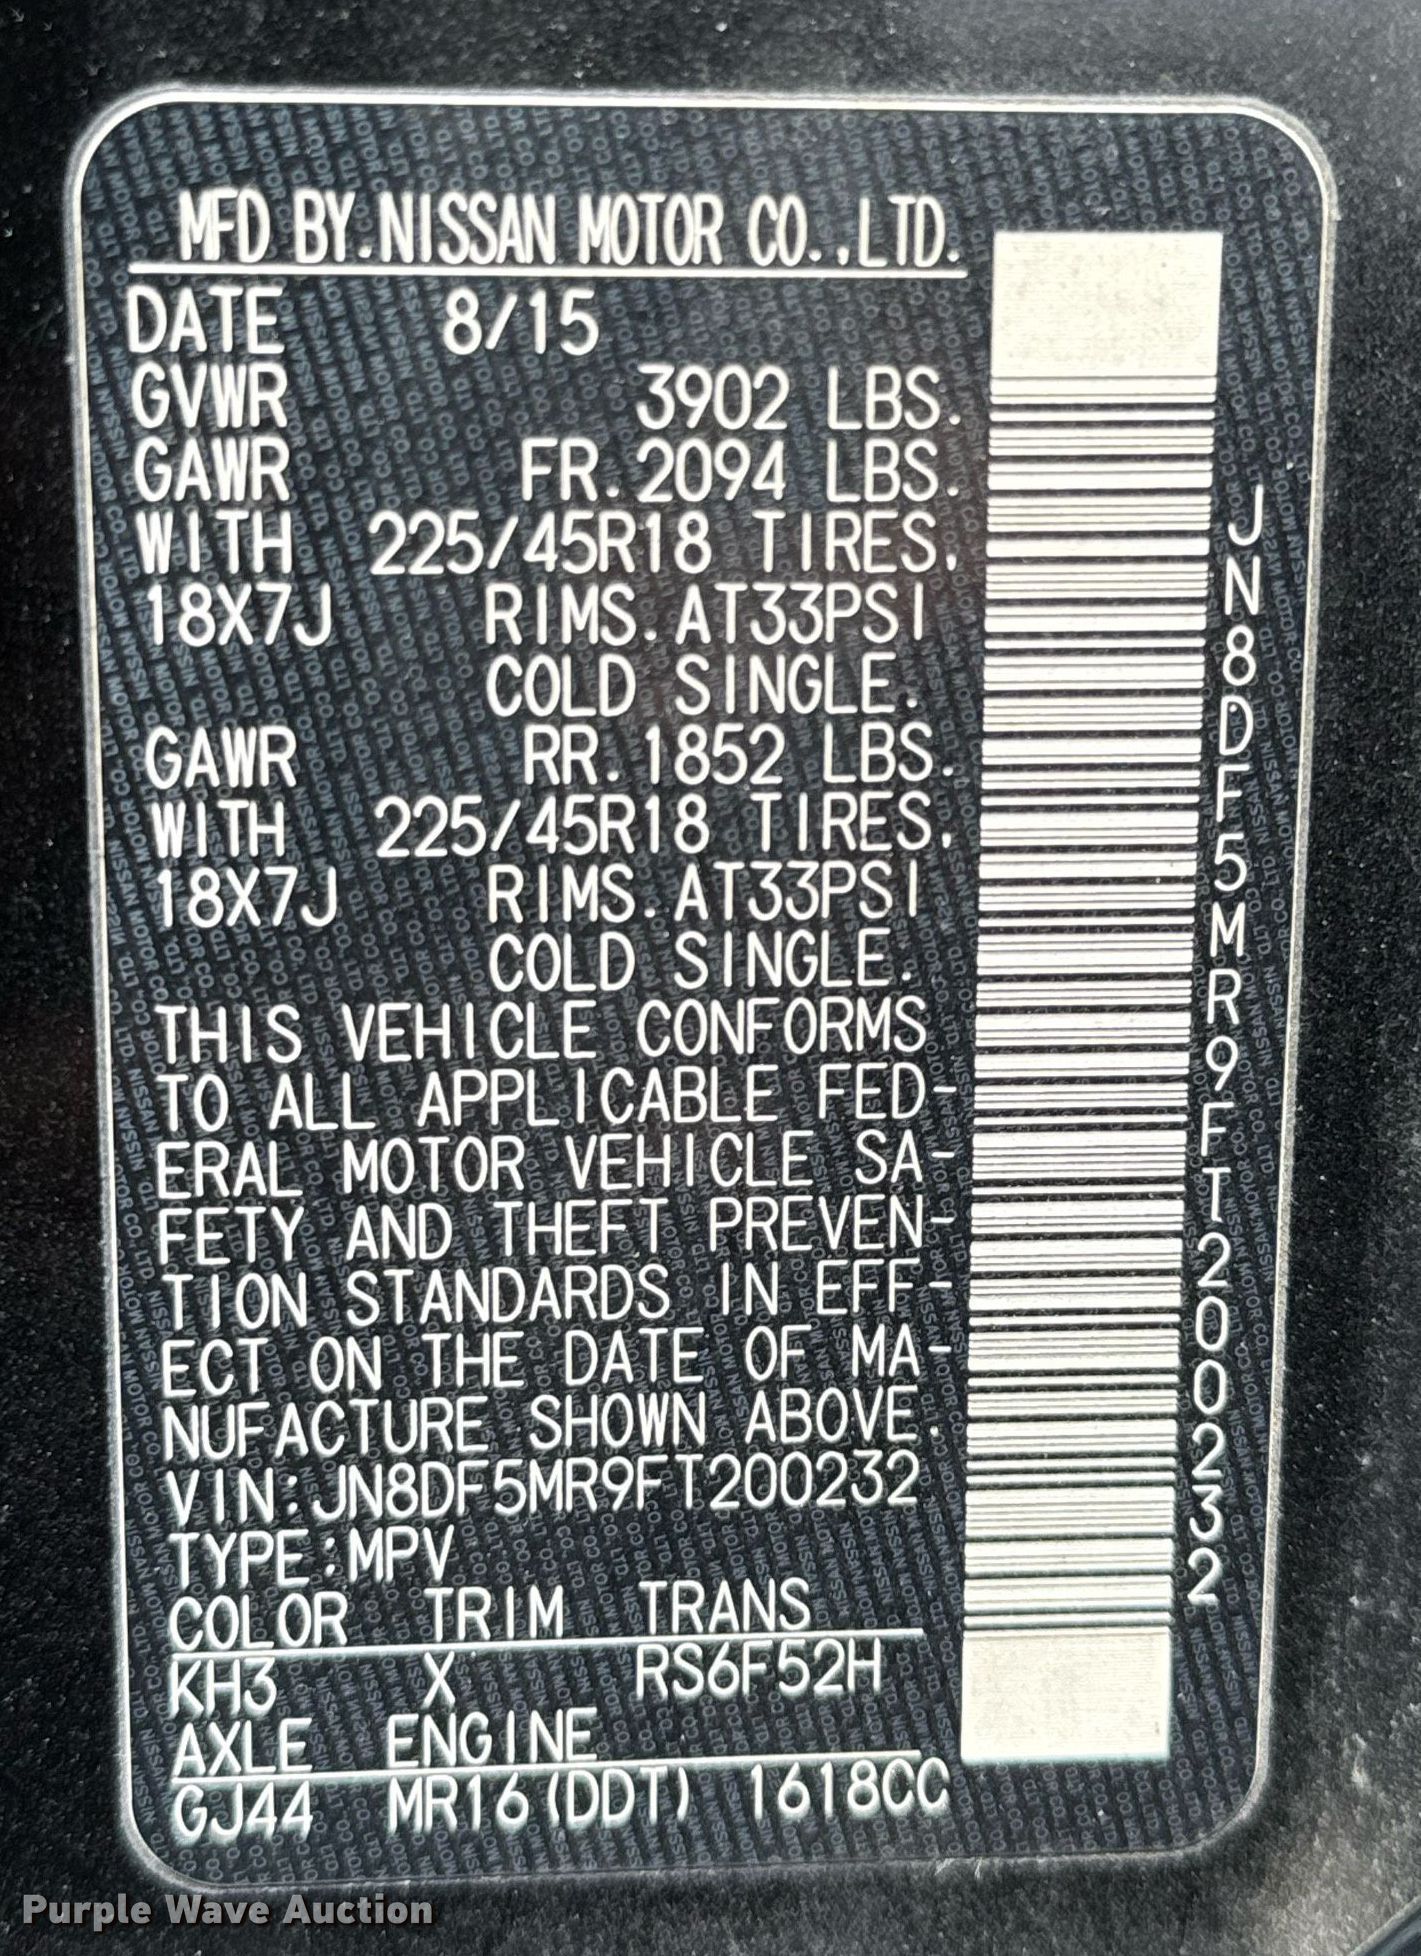 MFD BY.NISSAN MOTOR CO.,LTD.
DATE 8/15
GVWR 3902 LBS.
GAWR FR.2094 LBS.
WITH 225/45R18 TIRES,
18X7J RIMS.AT33PSI
COLD SINGLE.
GAWR RR.1852 LBS.
WITH 225/45R18 TIRES,
18X7J RIMS.AT33PSI
COLD SINGLE.
THIS VEHICLE CONFORMS
TO ALL APPLICABLE FED-
ERAL MOTOR VEHICLE SA-
FETY AND THEFT PREVEN-
TION STANDARDS IN EFF-
ECT ON THE DATE OF MA-
NUFACTURE SHOWN ABOVE.
VIN:JN8DF5MR9FT200232
TYPE:MPV
COLOR TRIM TRANS
KH3 X RS6F52H
AXLE ENGINE
GJ44 MR16(DDT) 1618CC
JN8DF5MR9FT200232
Purple Wave Auction